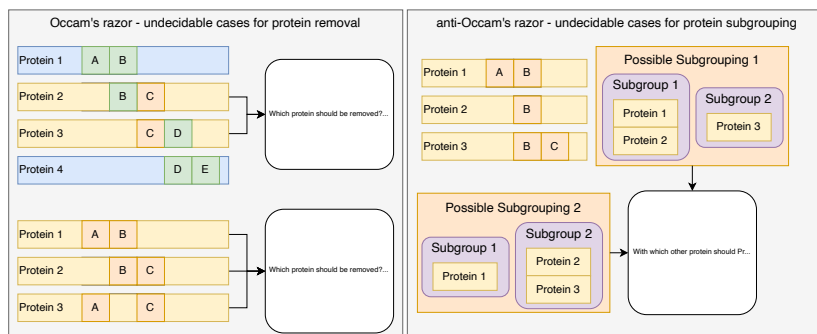 Occam's razor - undecidable cases for protein removal
Protein 1 A B
Protein 2 B C
Protein 3 C D
Protein 4 D E
Which protein should be removed?...
Protein 1 A B
Protein 2 B C
Protein 3 A C
Which protein should be removed?...
anti-Occam's razor - undecidable cases for protein subgrouping
Protein 1 A B
Protein 2 B
Protein 3 B C
Possible Subgrouping 1
Subgroup 1
Protein 1
Protein 2
Subgroup 2
Protein 3
Possible Subgrouping 2
Subgroup 1
Protein 1
Subgroup 2
Protein 2
Protein 3
With which other protein should Pr...